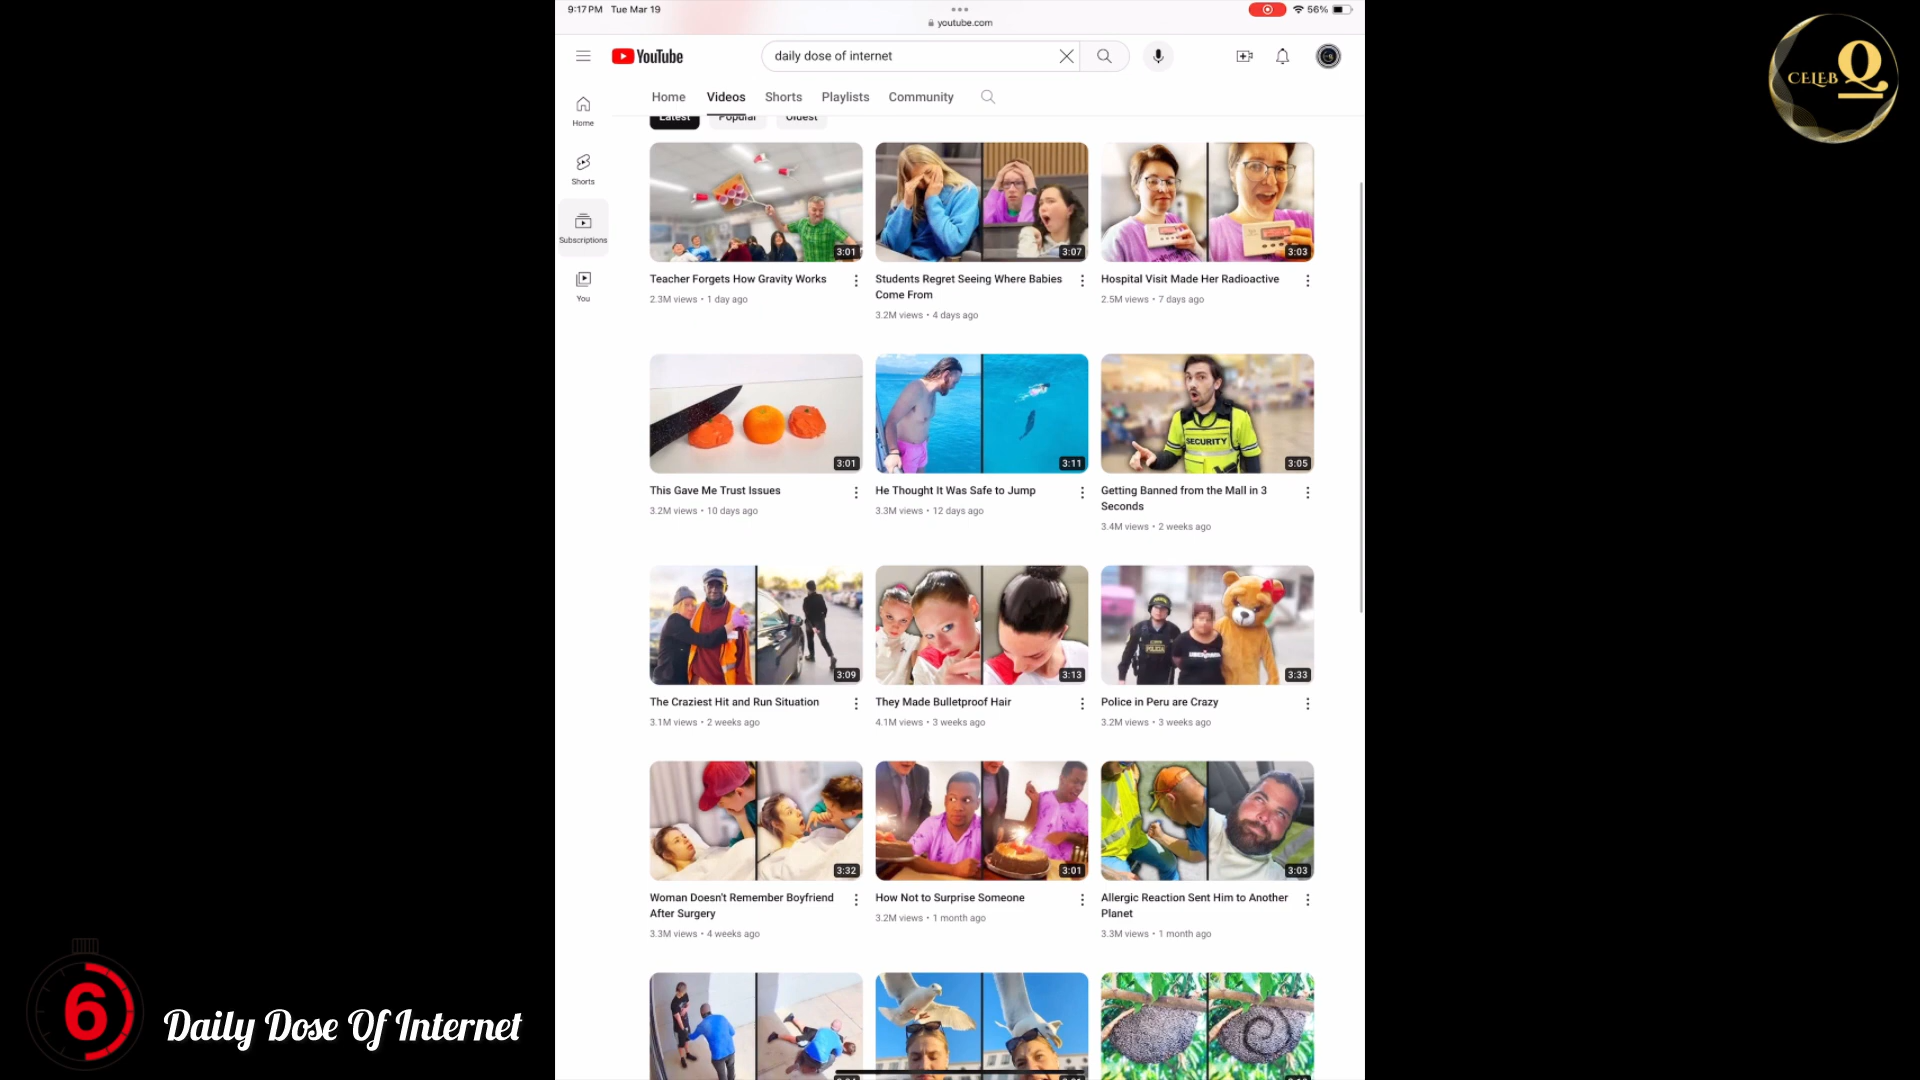 9:17 PM Tue Mar 19
youtube.com
56%
YouTube
daily dose of internet
CELEB Q
Home Videos Shorts Playlists Community
Latest Popular Oldest
Home
Shorts
Subscriptions
You
3:01
3:07
3:03
Teacher Forgets How Gravity Works
2.3M views • 1 day ago
Students Regret Seeing Where Babies
Come From
3.2M views • 4 days ago
Hospital Visit Made Her Radioactive
2.5M views • 7 days ago
SECURITY
3:01
3:11
3:05
This Gave Me Trust Issues
3.2M views • 10 days ago
He Thought It Was Safe to Jump
3.3M views • 12 days ago
Getting Banned from the Mall in 3
Seconds
3.4M views • 2 weeks ago
POLICIA
3:09
3:13
3:33
The Craziest Hit and Run Situation
3.1M views • 2 weeks ago
They Made Bulletproof Hair
4.1M views • 3 weeks ago
Police in Peru are Crazy
3.2M views • 3 weeks ago
3:32
3:01
3:03
Woman Doesn't Remember Boyfriend
After Surgery
3.3M views • 4 weeks ago
How Not to Surprise Someone
3.2M views • 1 month ago
Allergic Reaction Sent Him to Another
Planet
3.3M views • 1 month ago
6
Daily Dose Of Internet